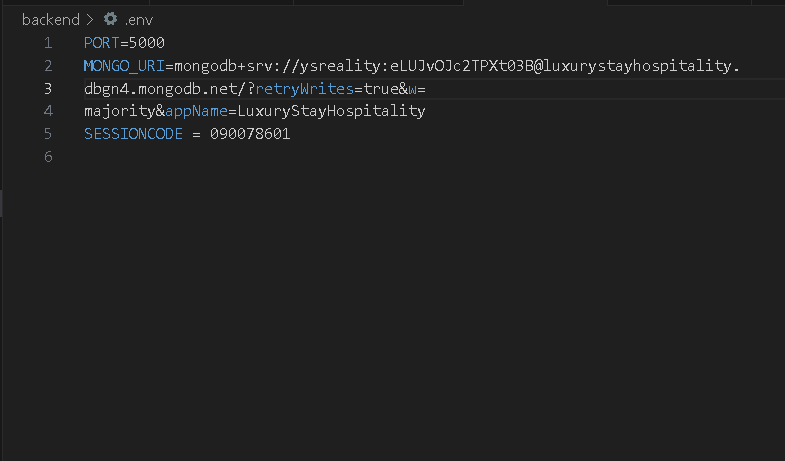 backend > .env
1 PORT=5000
2 MONGO_URI=mongodb+srv://ysreality:eLUJvOJc2TPXt03B@luxurystayhospitality.
3 dbgn4.mongodb.net/?retryWrites=true&w=
4 majority&appName=LuxuryStayHospitality
5 SESSIONCODE = 090078601
6